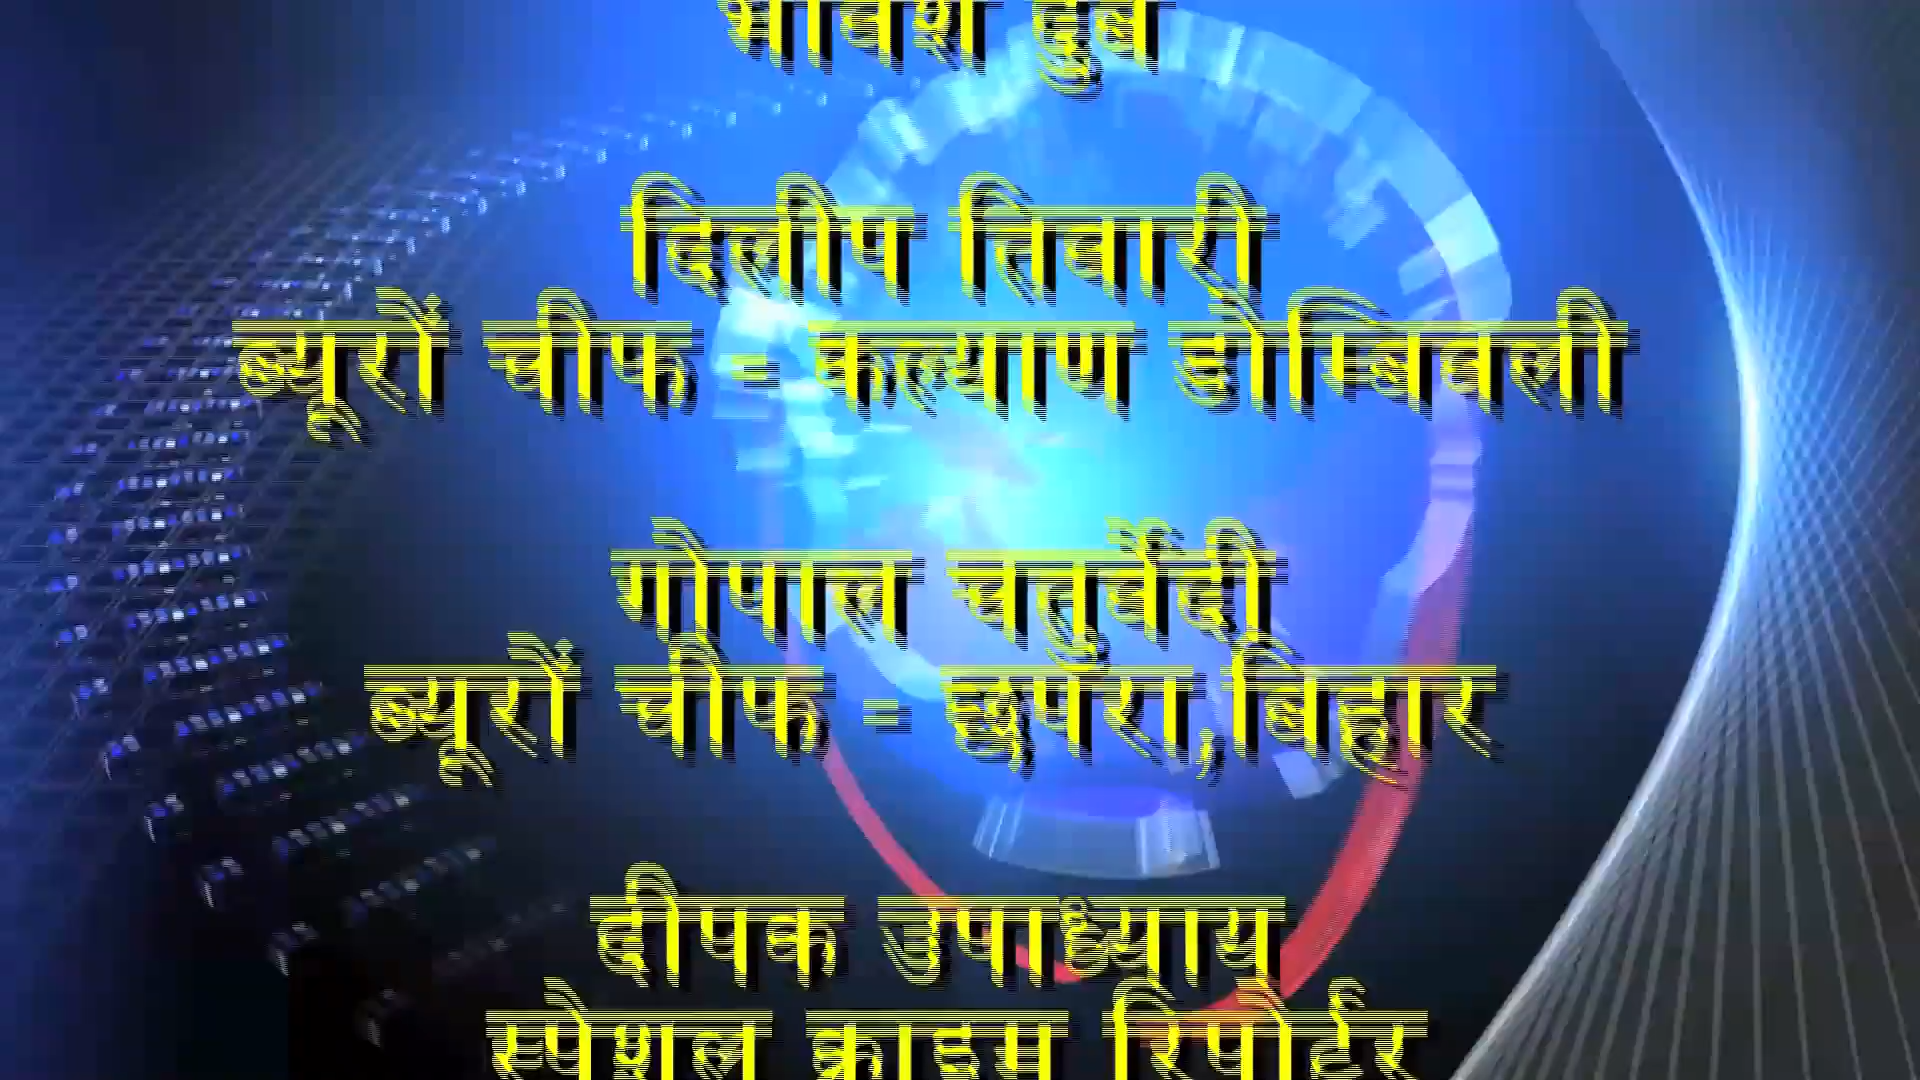 दिलीप तिवारी
ब्यूरों चीफ = कल्याण डोम्बिवली
गोपाल चतुर्वेदी
ब्यूरों चीफ = छपरा,बिहार
दीपक उपाध्याय
स्पेशल क्राइम रिपोर्टर